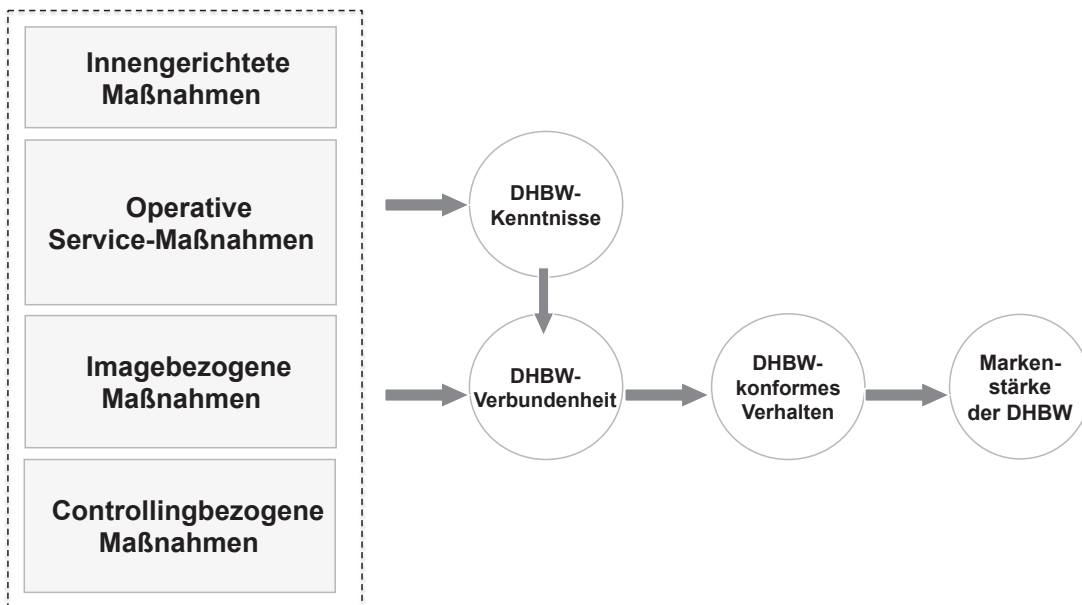 Innengerichtete
Maßnahmen
Operative
Service-Maßnahmen
Imagebezogene
Maßnahmen
Controllingbezogene
Maßnahmen
DHBW-
Kenntnisse
DHBW-
Verbundenheit
DHBW-
konformes
Verhalten
Marken-
stärke
der DHBW